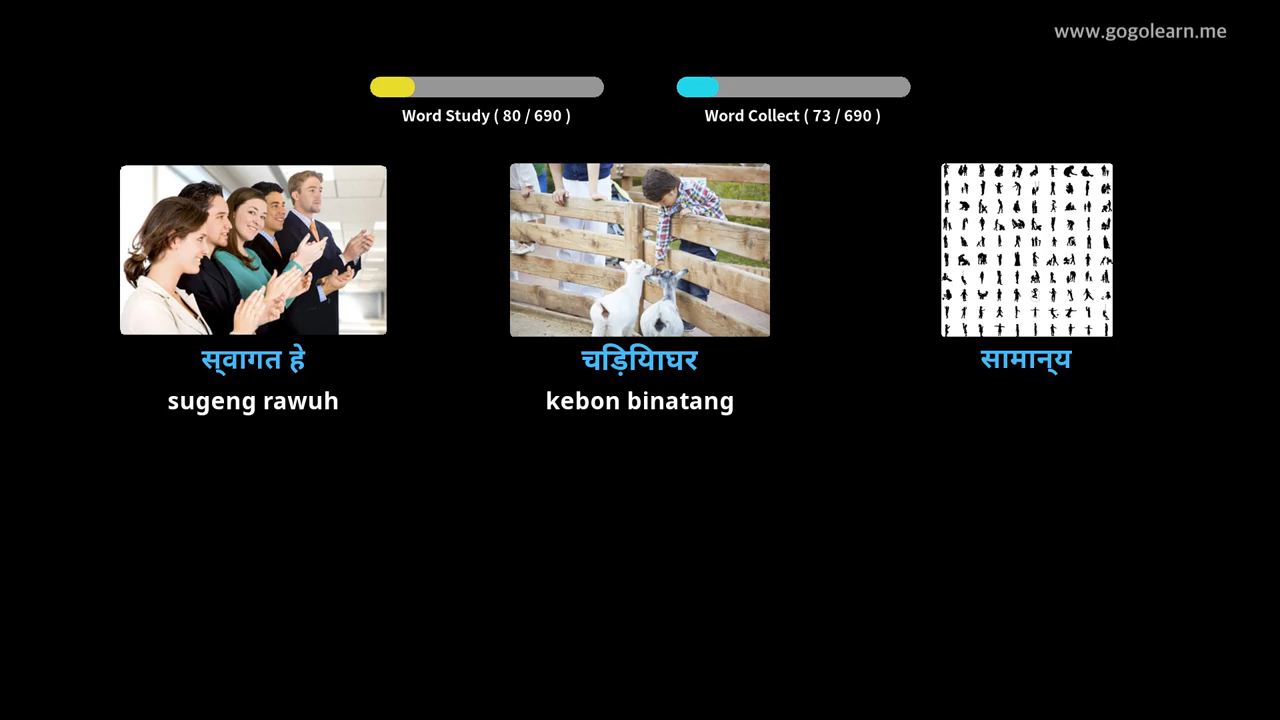 www.gogolearn.me
Word Study ( 80 / 690 )
Word Collect ( 73 / 690 )
स्वागत हे
चड़ियिाघर
सामान्य
sugeng rawuh
kebon binatang